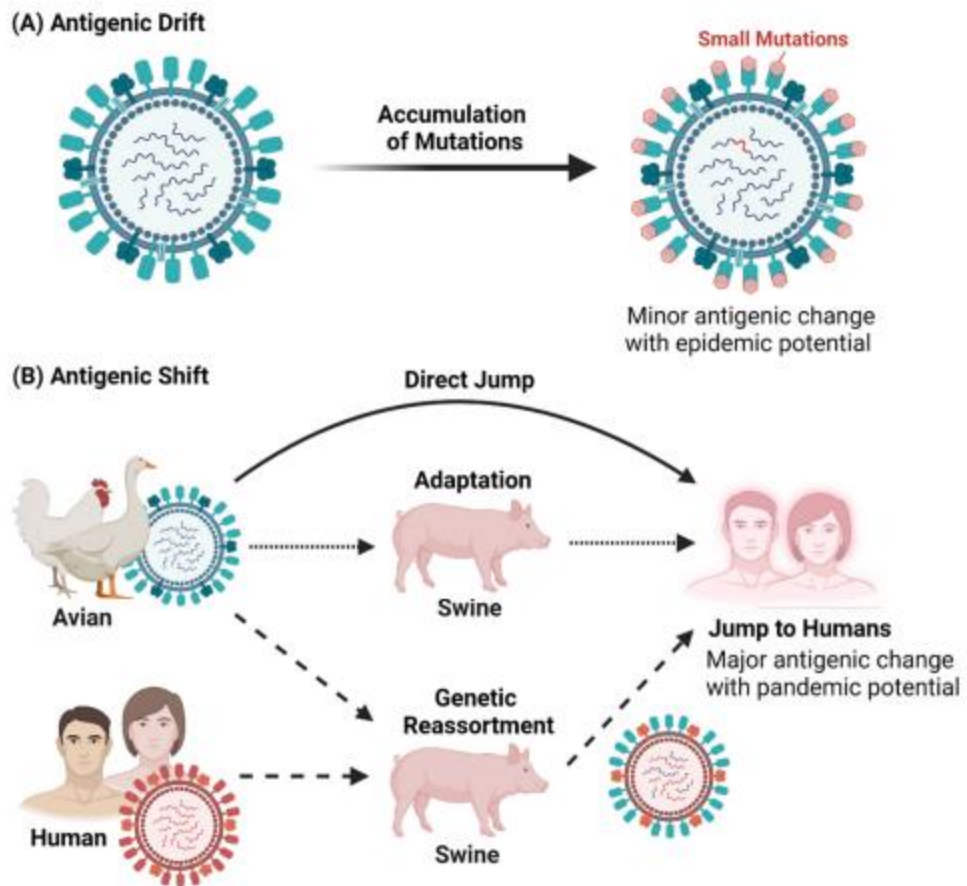 (A) Antigenic Drift
Small Mutations
Accumulation
of Mutations
Minor antigenic change
with epidemic potential
(B) Antigenic Shift
Direct Jump
Adaptation
Avian
Swine
Jump to Humans
Major antigenic change
with pandemic potential
Genetic
Reassortment
Human
Swine